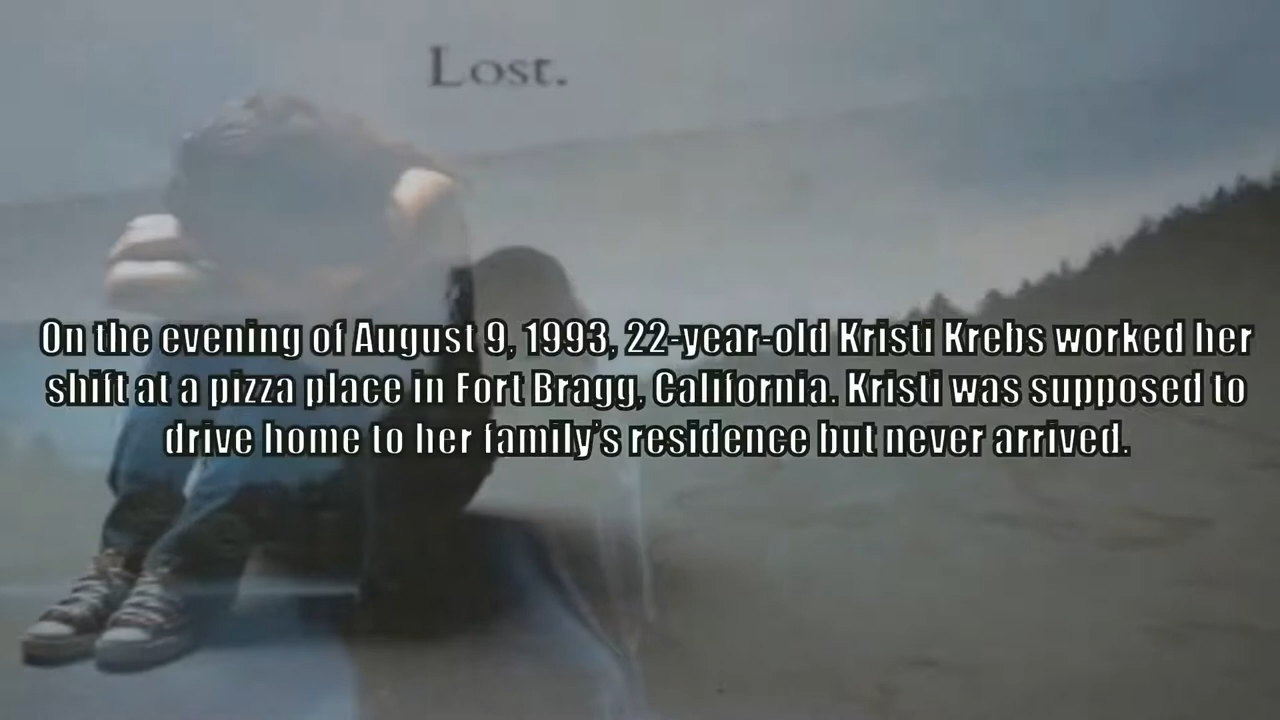 Lost.
On the evening of August 9, 1993, 22-year-old Kristi Krebs worked her
shift at a pizza place in Fort Bragg, California. Kristi was supposed to
drive home to her family's residence but never arrived.